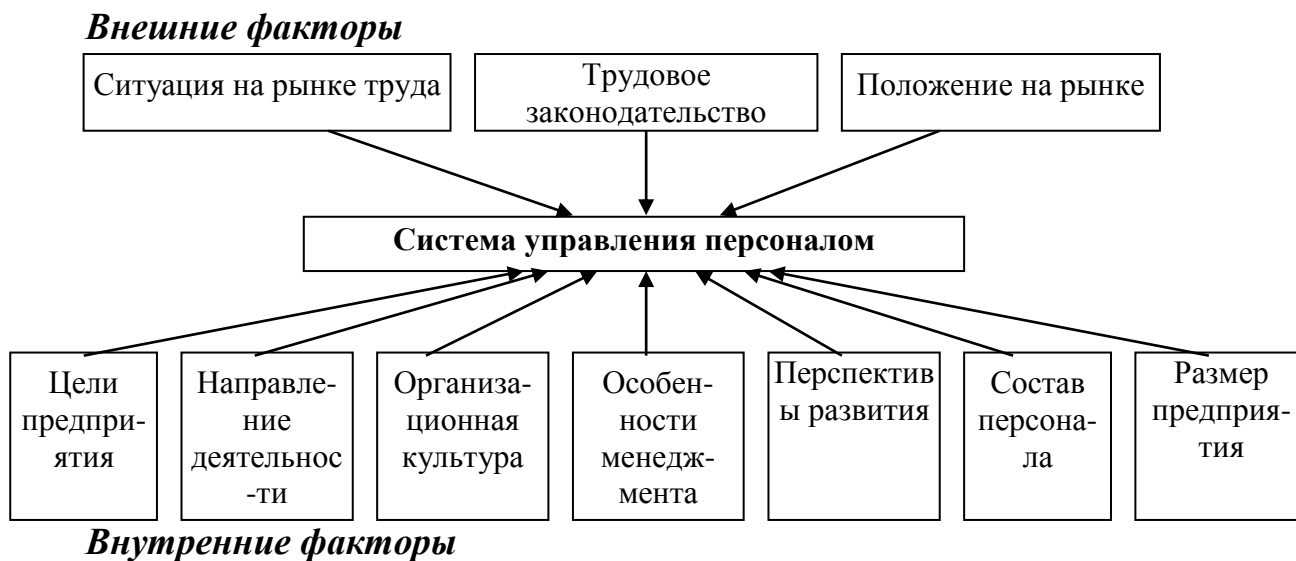 Внешние факторы
Ситуация на рынке труда
Трудовое
законодательство
Положение на рынке
Система управления персоналом
Цели
предпри-
ятия
Направле-
ние
деятельнос
-ти
Организа-
ционная
культура
Особен-
ности
менедж-
мента
Перспектив
ы развития
Состав
персона-
ла
Размер
предприя-
тия
Внутренние факторы